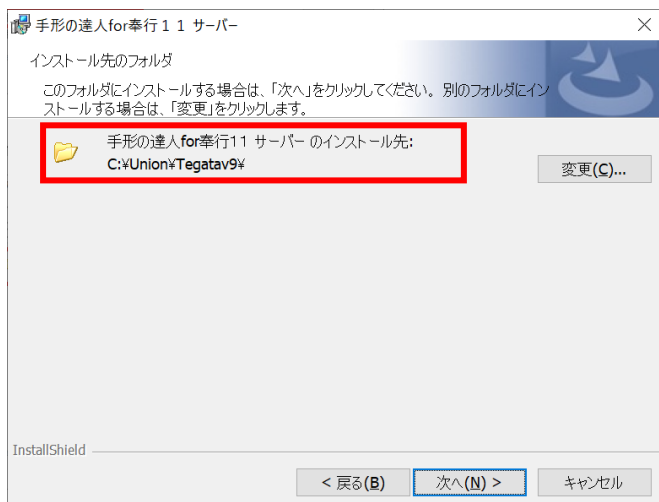 手形の達人for奉行１１ サーバー
インストール先のフォルダ
このフォルダにインストールする場合は、「次へ」をクリックしてください。別のフォルダにイン
ストールする場合は、「変更」をクリックします。
手形の達人for奉行11 サーバー のインストール先:
C:¥Union¥Tegatav9¥
変更(C)...
InstallShield
< 戻る(B)
次へ(N) >
キャンセル